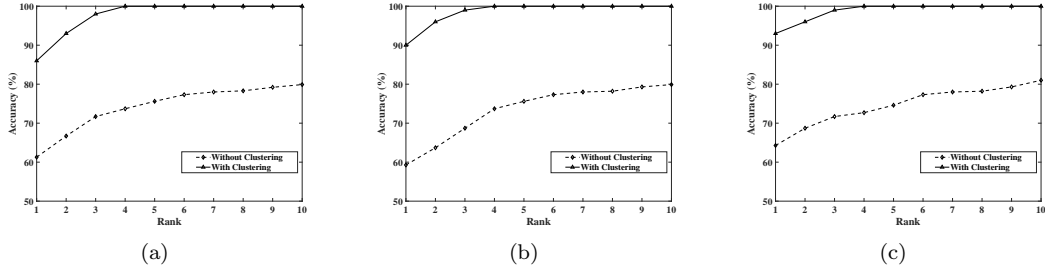 100
90
80
70
60
50
Accuracy (%)
Without Clustering
With Clustering
1 2 3 4 5 6 7 8 9 10
Rank
(a)
100
90
80
70
60
50
Accuracy (%)
Without Clustering
With Clustering
1 2 3 4 5 6 7 8 9 10
Rank
(b)
100
90
80
70
60
50
Accuracy (%)
Without Clustering
With Clustering
1 2 3 4 5 6 7 8 9 10
Rank
(c)